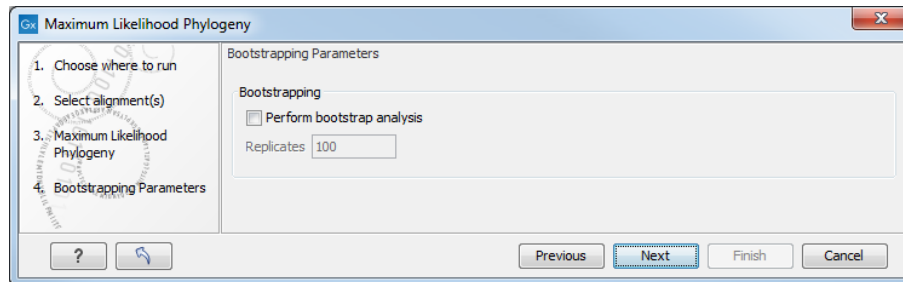 Gx Maximum Likelihood Phylogeny
1. Choose where to run
2. Select alignment(s)
3. Maximum Likelihood
Phylogeny
4. Bootstrapping Parameters
Bootstrapping Parameters
Bootstrapping
Perform bootstrap analysis
Replicates 100
? Previous Next Finish Cancel